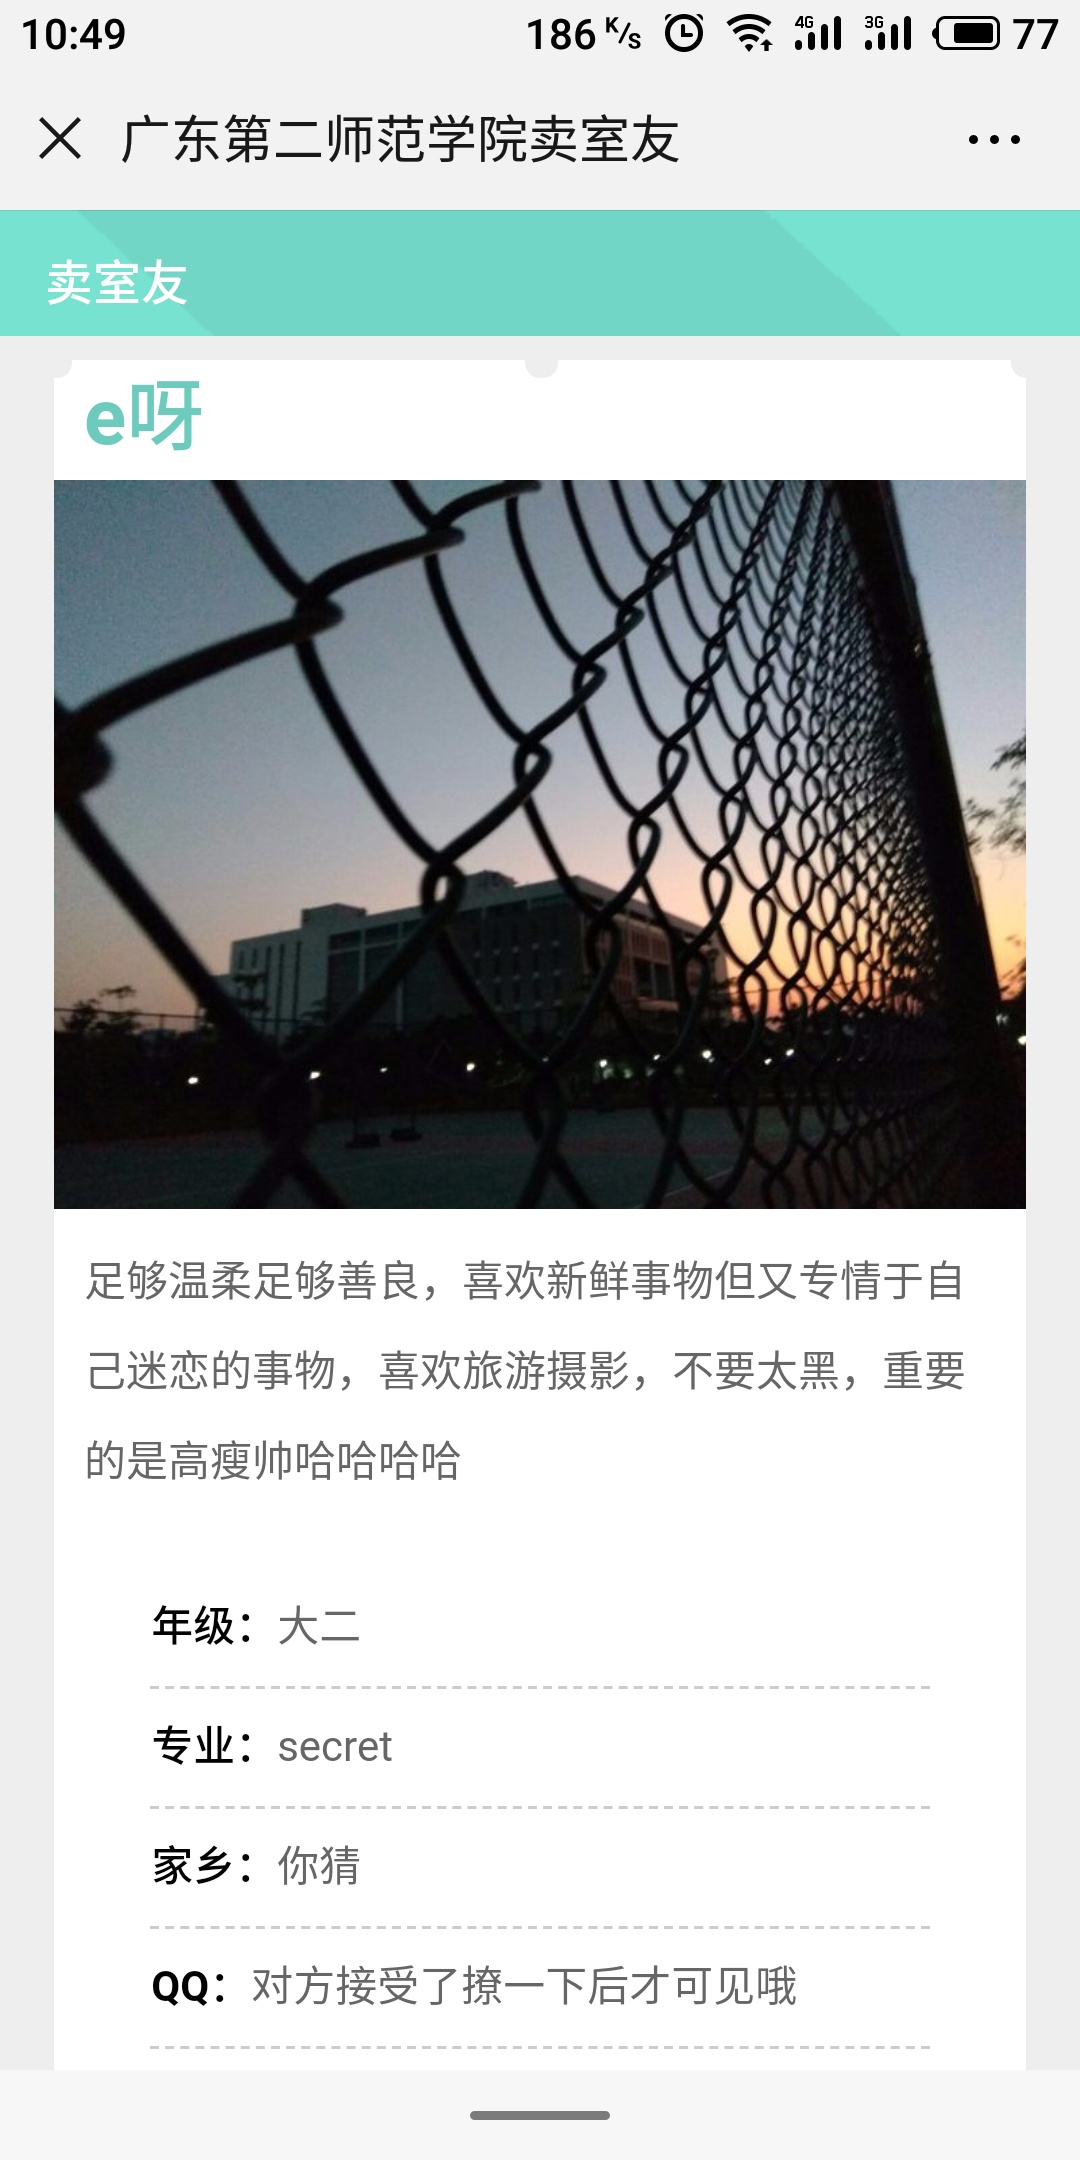 10:49
186 K/s 4G 3G 77
广东第二师范学院卖室友
卖室友
e呀
足够温柔足够善良，喜欢新鲜事物但又专情于自
己迷恋的事物，喜欢旅游摄影，不要太黑，重要
的是高瘦帅哈哈哈哈
年级：大二
专业：secret
家乡：你猜
QQ：对方接受了撩一下后才可见哦